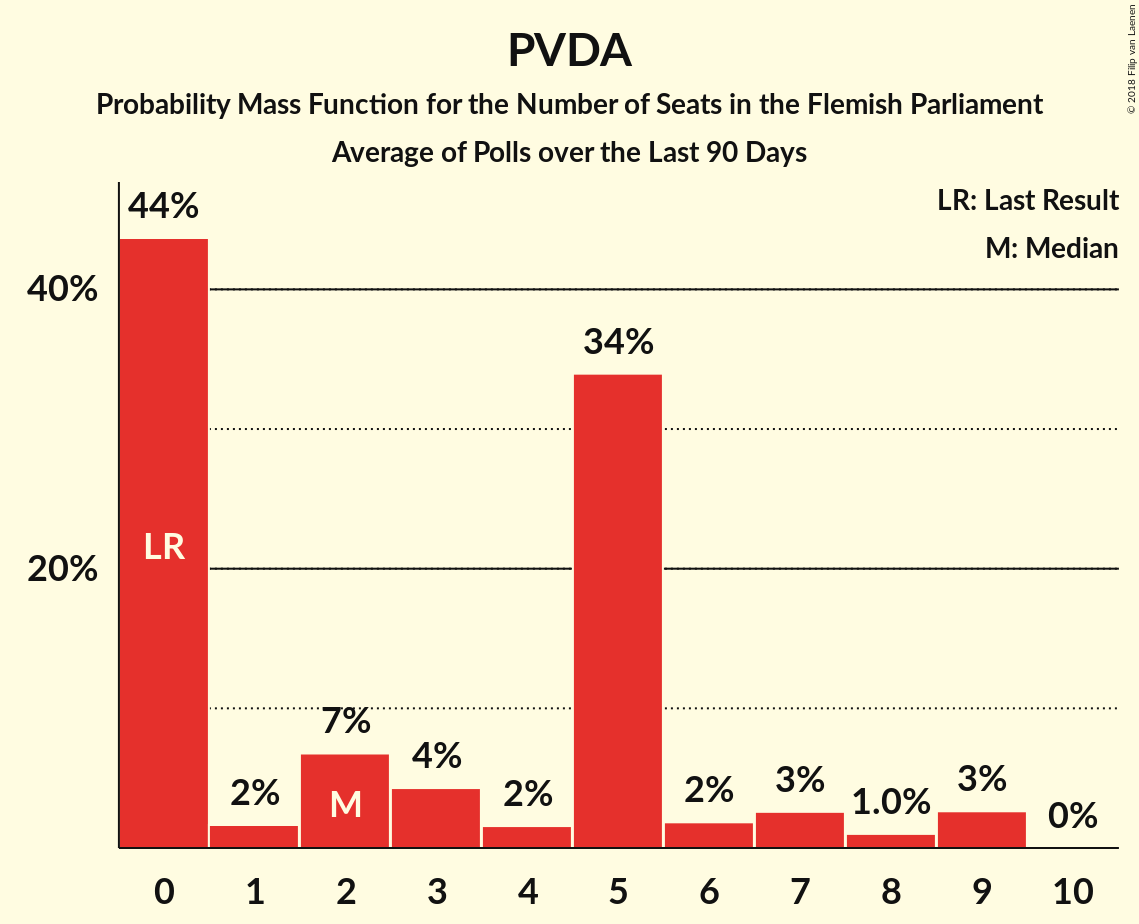 PVDA
Probability Mass Function for the Number of Seats in the Flemish Parliament
Average of Polls over the Last 90 Days
© 2018 Filip van Laenen
LR: Last Result
M: Median
44%
40%
34%
LR
20%
7%
4%
2%
M
2%
2%
3%
1.0%
3%
0%
0 1 2 3 4 5 6 7 8 9 10